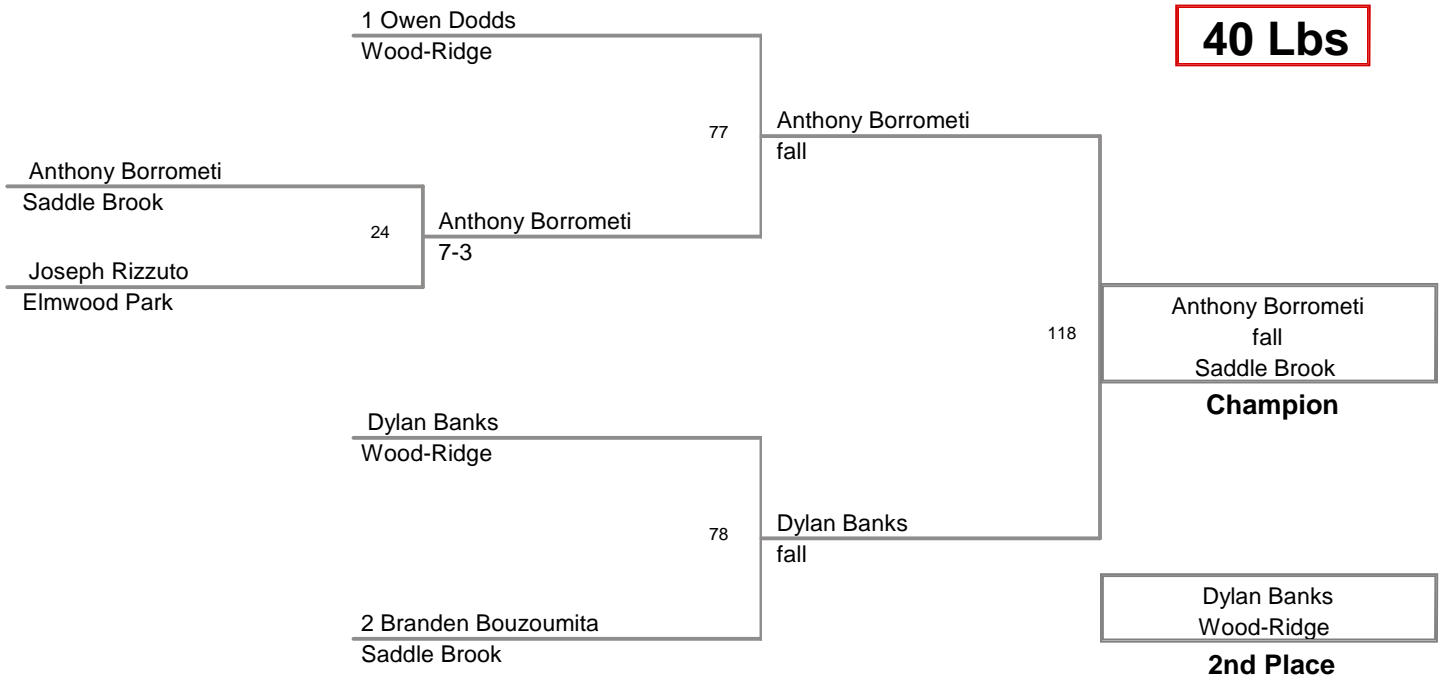 1 Owen Dodds
Wood-Ridge
40 Lbs
77
Anthony Borrometi
fall
Anthony Borrometi
Saddle Brook
24
Anthony Borrometi
7-3
Joseph Rizzuto
Elmwood Park
118
Anthony Borrometi
fall
Saddle Brook
Champion
Dylan Banks
Wood-Ridge
78
Dylan Banks
fall
2 Branden Bouzoumita
Saddle Brook
Dylan Banks
Wood-Ridge
2nd Place